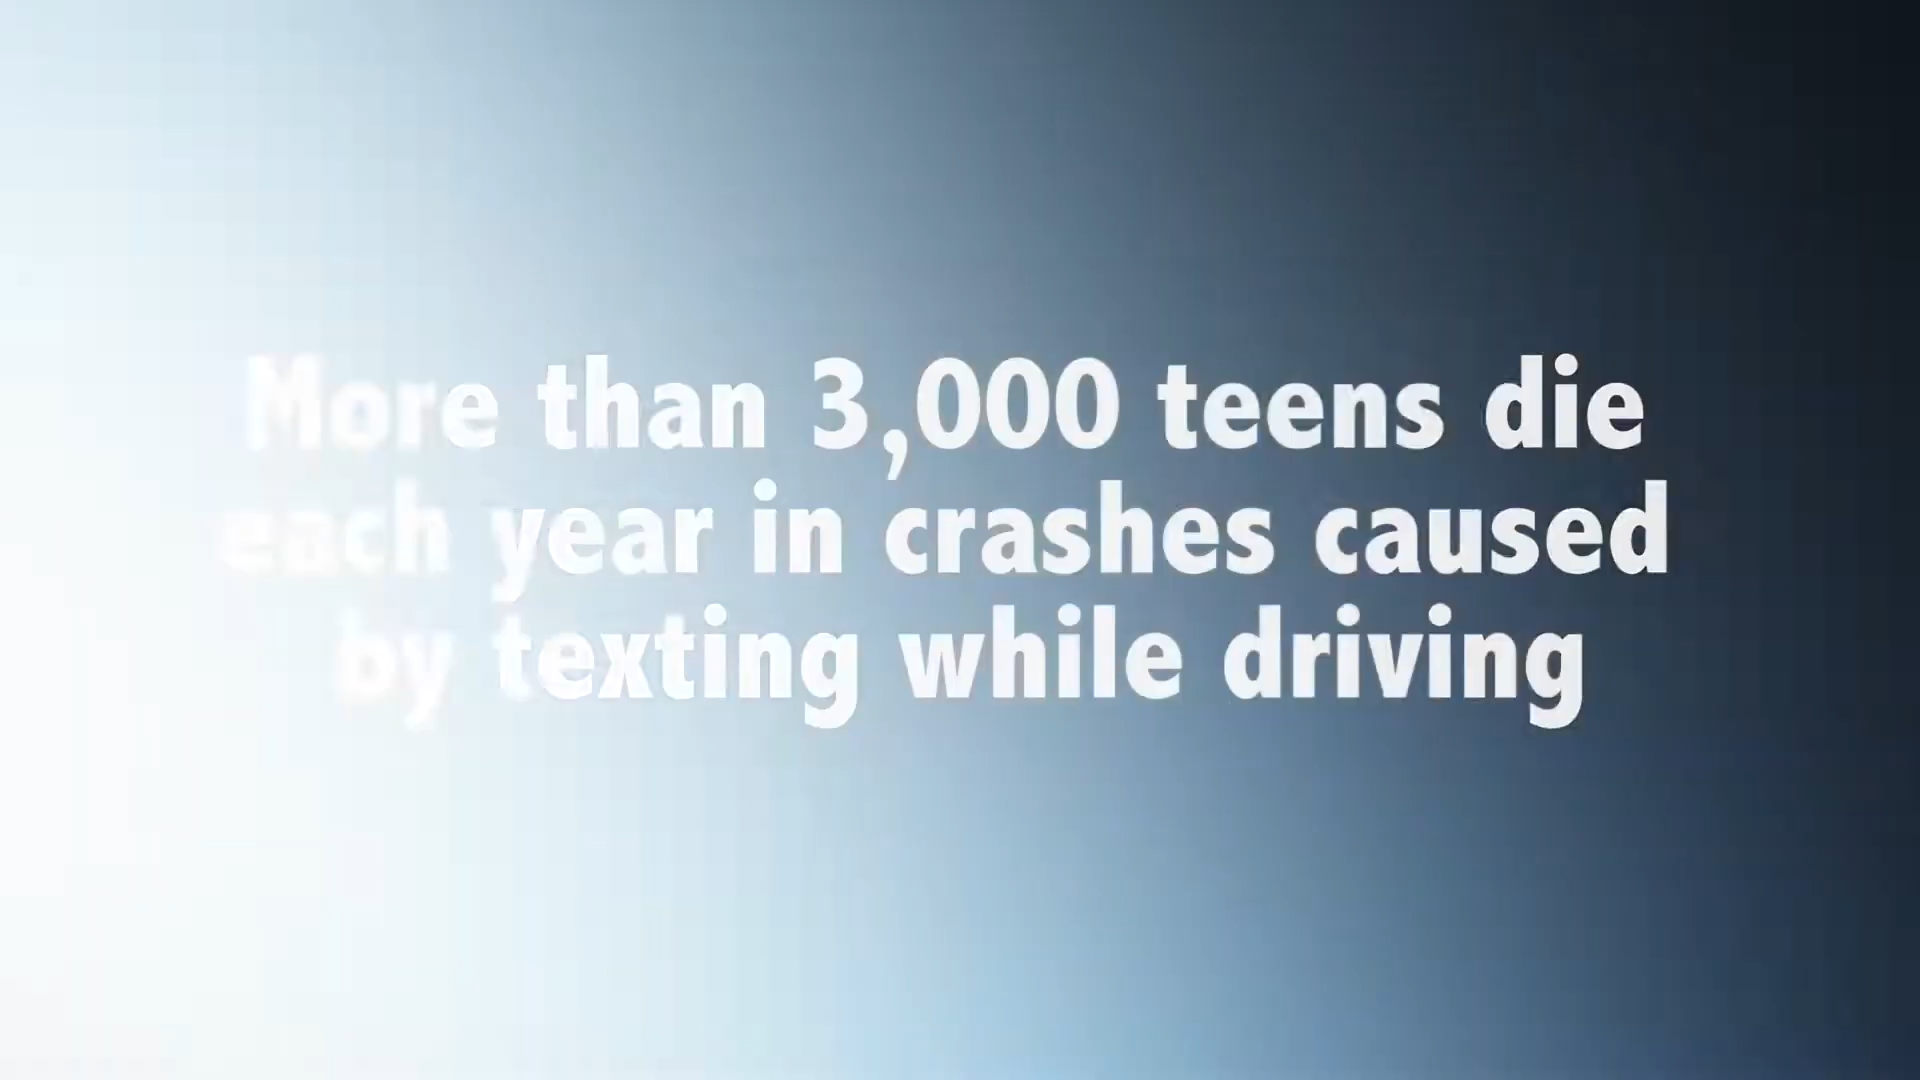 More than 3,000 teens die
each year in crashes caused
by texting while driving